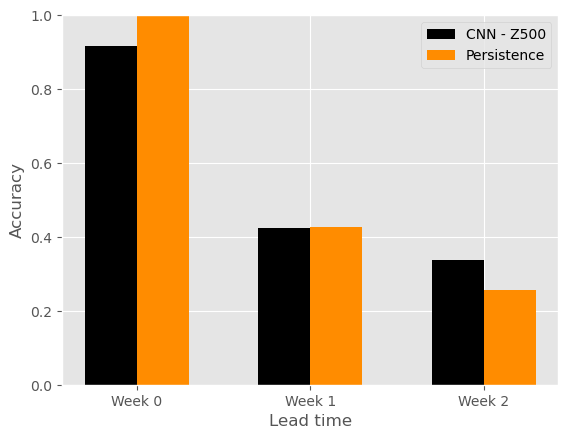 1.0
0.8
0.6
0.4
0.2
0.0
Accuracy
CNN - Z500
Persistence
Week 0
Week 1
Week 2
Lead time